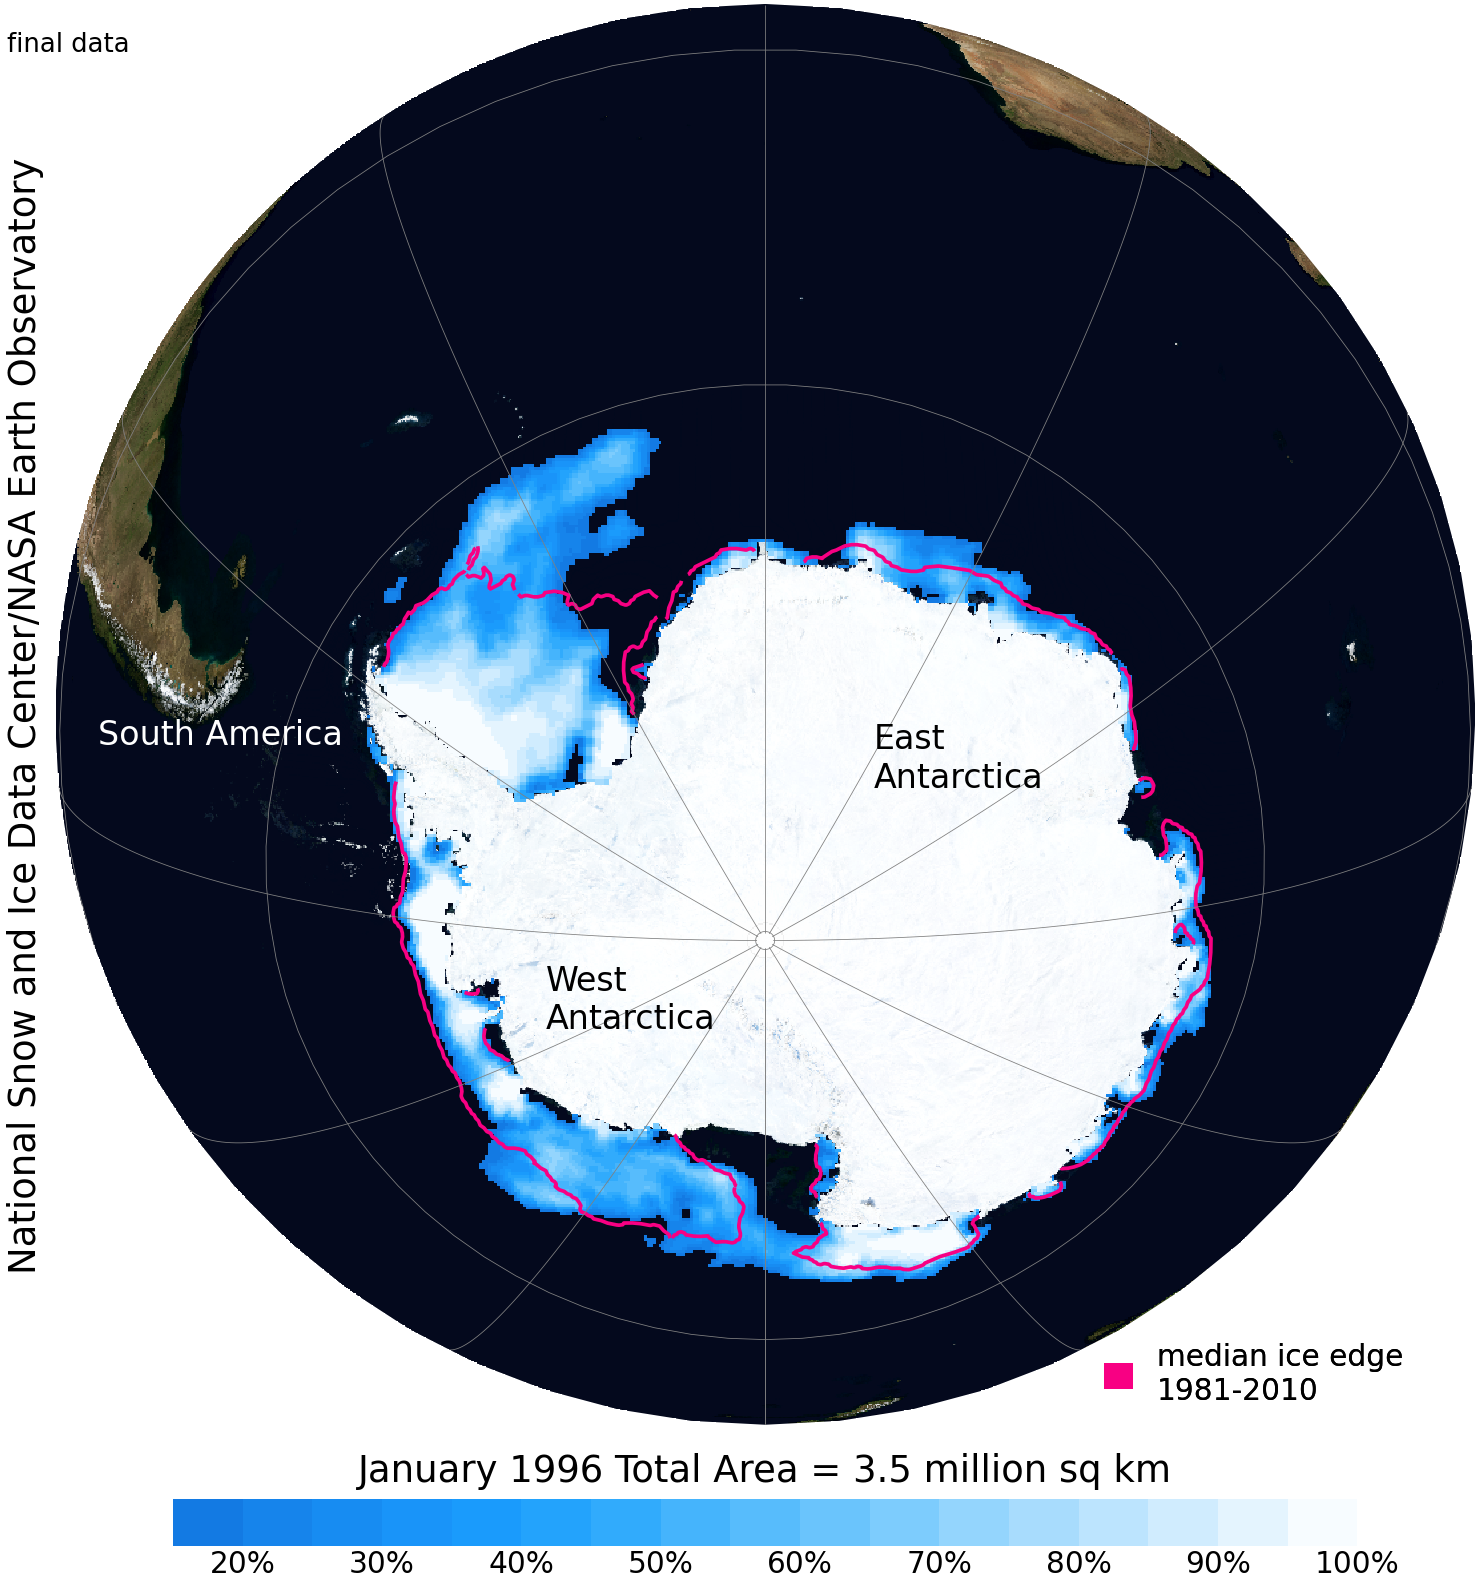 final data
National Snow and Ice Data Center/NASA Earth Observatory
South America
East
Antarctica
West
Antarctica
median ice edge
1981-2010
January 1996 Total Area = 3.5 million sq km
20% 30% 40% 50% 60% 70% 80% 90% 100%